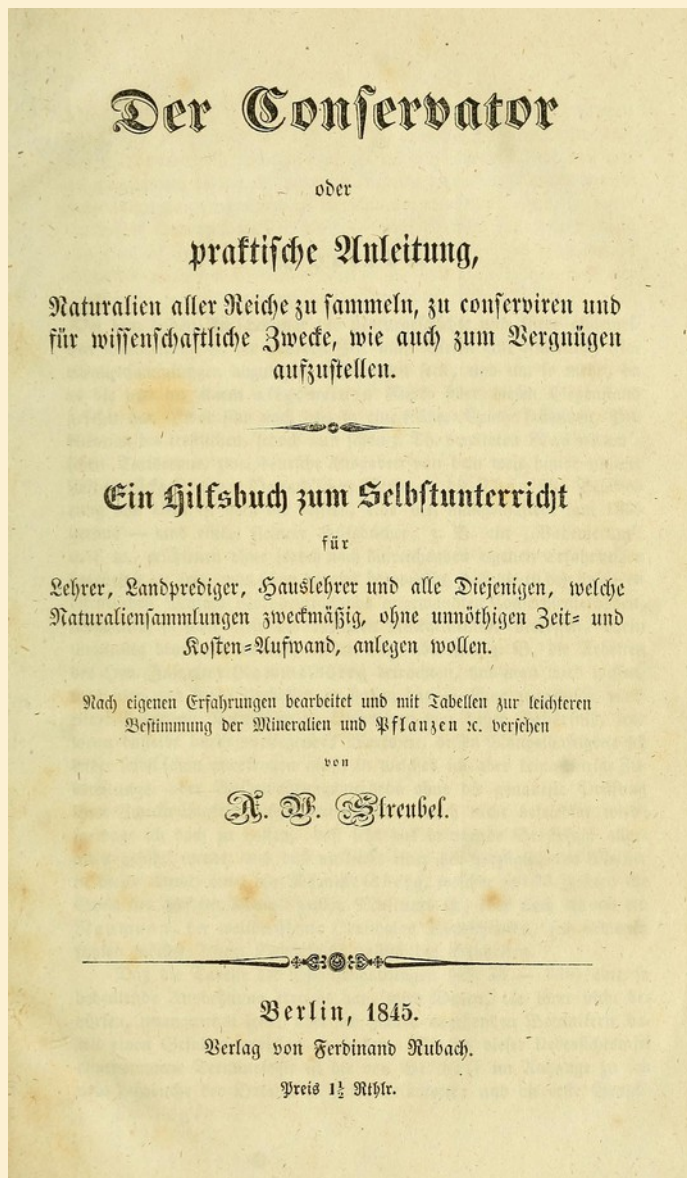 Der Conservator
oder
praktische Anleitung,
Naturalien aller Reiche zu sammeln, zu conserviren und
für wissenschaftliche Zwecke, wie auch zum Vergnügen
aufzustellen.
Ein Hilfsbuch zum Selbstunterricht
für
Lehrer, Landprediger, Hauslehrer und alle Diejenigen, welche
Naturaliensammlungen zweckmäßig, ohne unnöthigen Zeit- und
Kosten-Aufwand, anlegen wollen.
Nach eigenen Erfahrungen bearbeitet und mit Tabellen zur leichteren
Bestimmung der Mineralien und Pflanzen ꝛc. versehen
von
A. V. Streubel.
Berlin, 1845.
Verlag von Ferdinand Rubach.
Preis 1½ Rthlr.